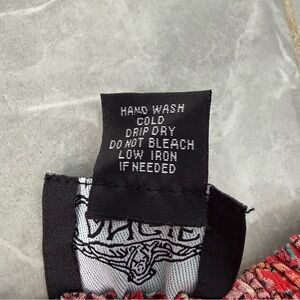 HAND WASH
COLD
DRIP DRY
DO NOT BLEACH
LOW IRON
IF NEEDED